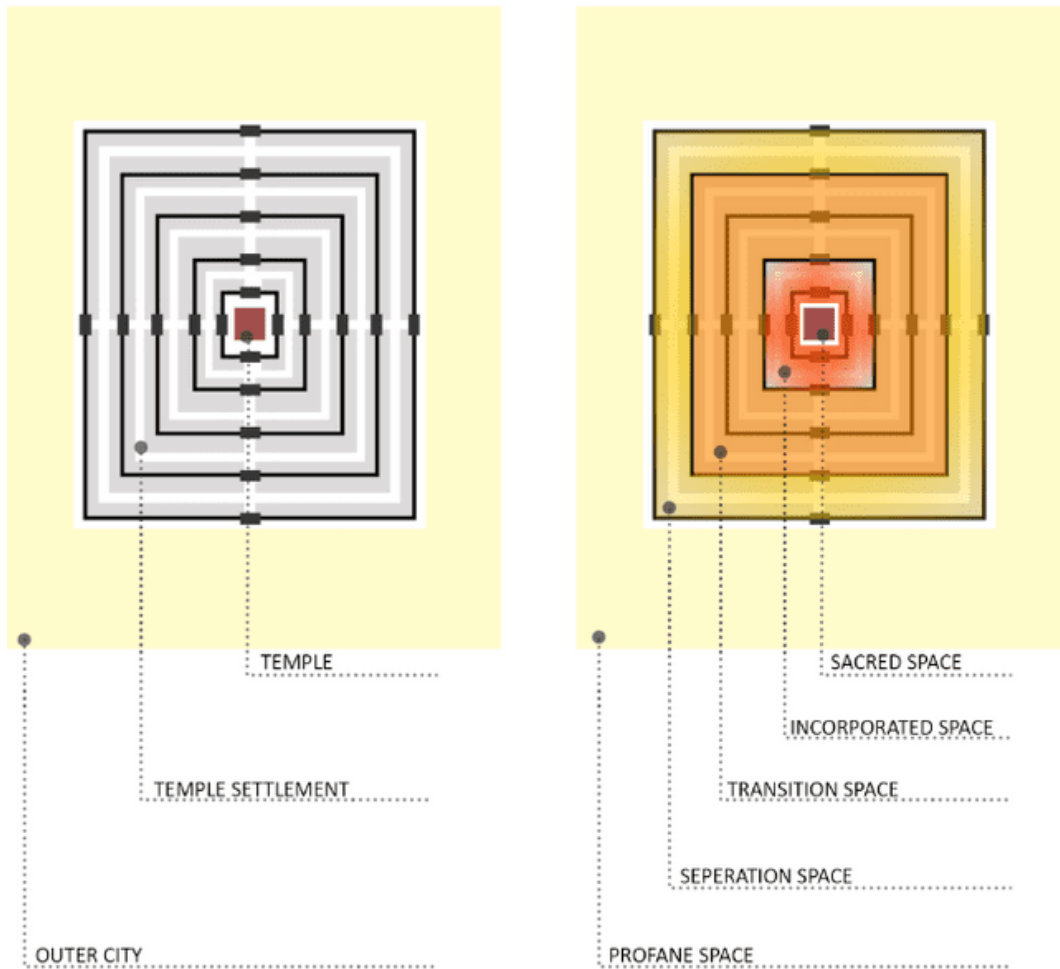 TEMPLE
TEMPLE SETTLEMENT
OUTER CITY
SACRED SPACE
INCORPORATED SPACE
TRANSITION SPACE
SEPERATION SPACE
PROFANE SPACE